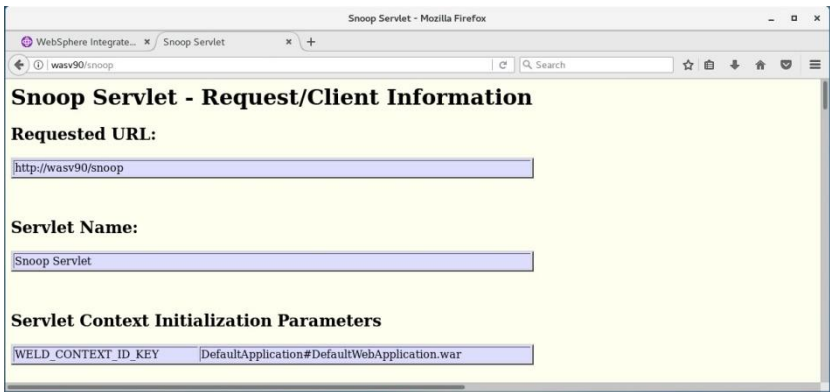 Snoop Servlet - Mozilla Firefox
WebSphere Integrate... × Snoop Servlet × +
wasv90/snoop Search
Snoop Servlet - Request/Client Information
Requested URL:
http://wasv90/snoop
Servlet Name:
Snoop Servlet
Servlet Context Initialization Parameters
WELD_CONTEXT_ID_KEY DefaultApplication#DefaultWebApplication.war